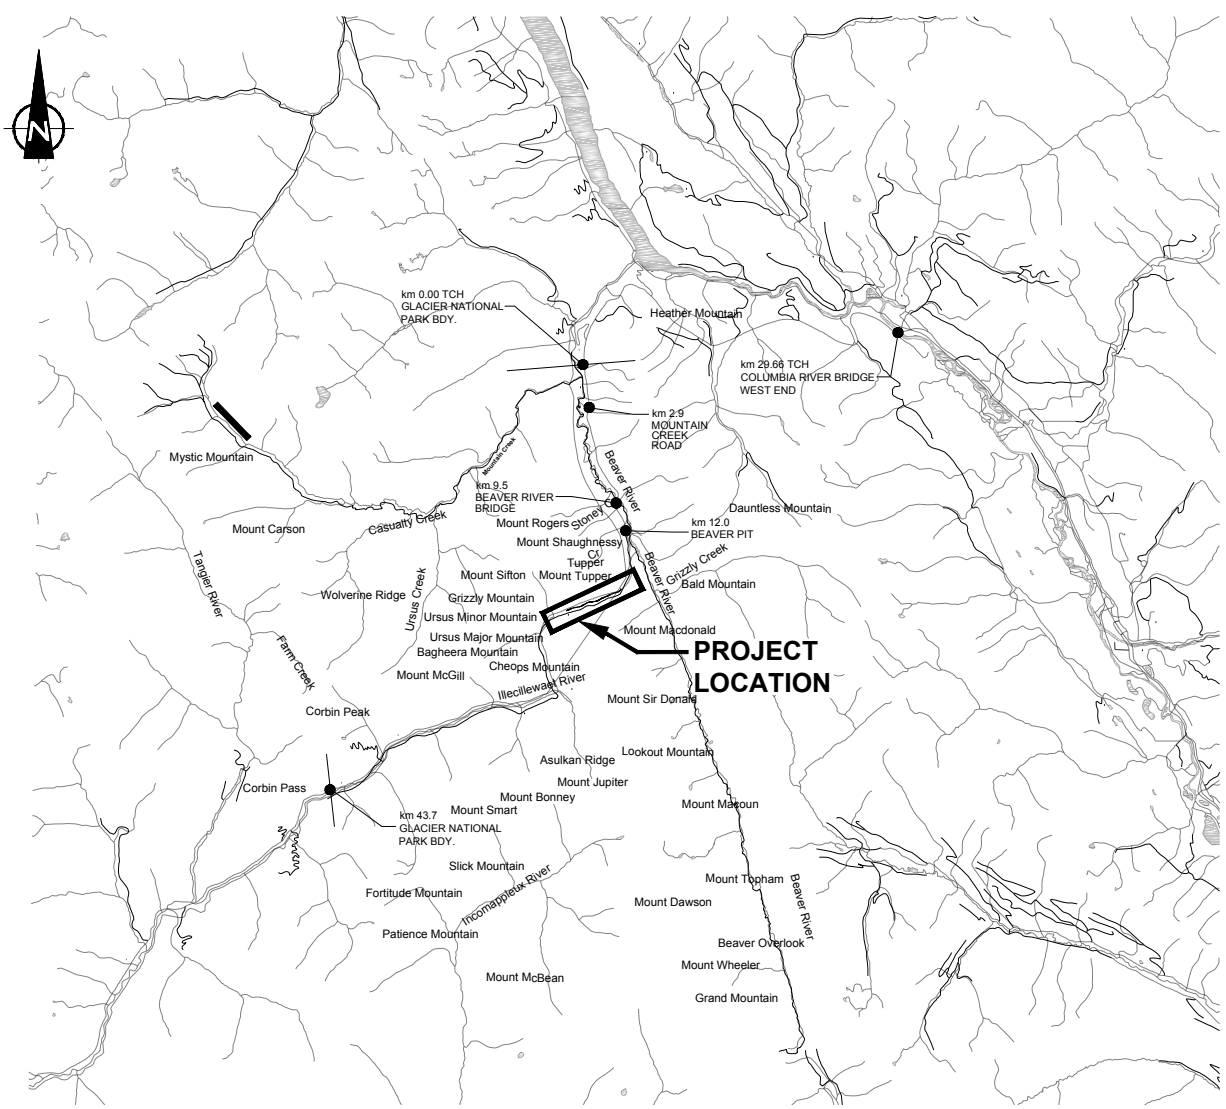 N
km 0.00 TCH
GLACIER NATIONAL
PARK BDY.
Heather Mountain
km 29.66 TCH
COLUMBIA RIVER BRIDGE
WEST END
km 2.9
MOUNTAIN
CREEK
ROAD
Mystic Mountain
Mountain Creek
Beaver River
km 9.5
BEAVER RIVER
BRIDGE
Stoney
Cr
Dauntless Mountain
Mount Carson
Casualty Creek
Mount Rogers
km 12.0
BEAVER PIT
Mount Shaughnessy
Tupper
Mount Tupper
Mount Sifton
Grizzly Creek
Beaver River
Bald Mountain
Tangier River
Wolverine Ridge
Ursus Creek
Grizzly Mountain
Ursus Minor Mountain
Mount Macdonald
Ursus Major Mountain
Bagheera Mountain
PROJECT
LOCATION
Cheops Mountain
Mount McGill
Farm Creek
Illecillewaet River
Mount Sir Donald
Corbin Peak
Lookout Mountain
Asulkan Ridge
Mount Jupiter
Corbin Pass
Mount Bonney
Mount Smart
Mount Macoun
km 43.7
GLACIER NATIONAL
PARK BDY.
Slick Mountain
Fortitude Mountain
Incomappleux River
Mount Topham
Beaver River
Mount Dawson
Patience Mountain
Beaver Overlook
Mount Wheeler
Mount McBean
Grand Mountain